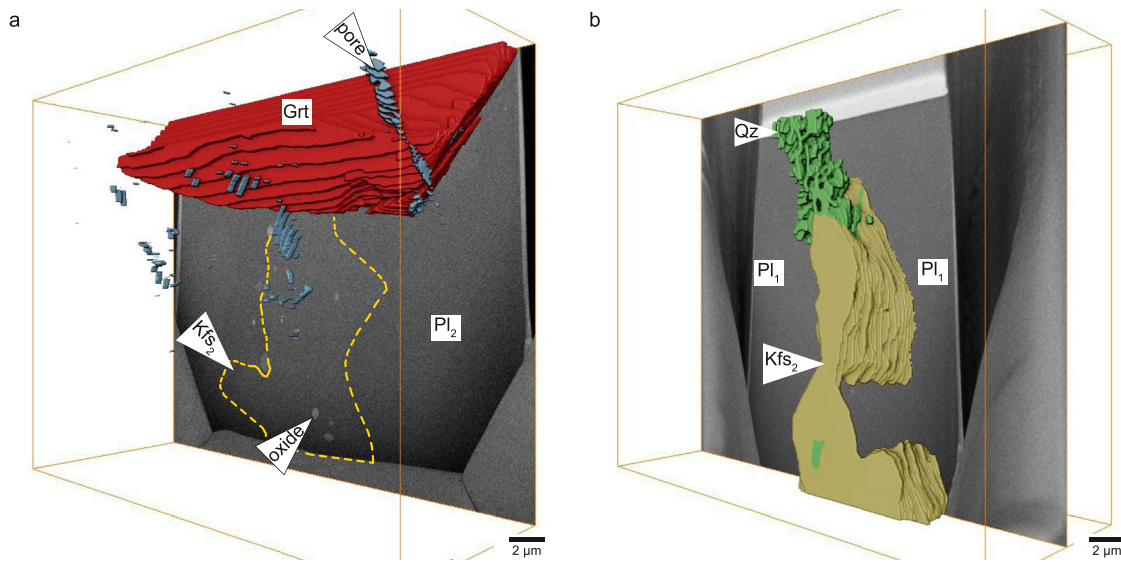 a
pore
Grt
Kfs₂
Pl₂
oxide
2 µm
b
Qz
Pl₁
Pl₁
Kfs₂
2 µm